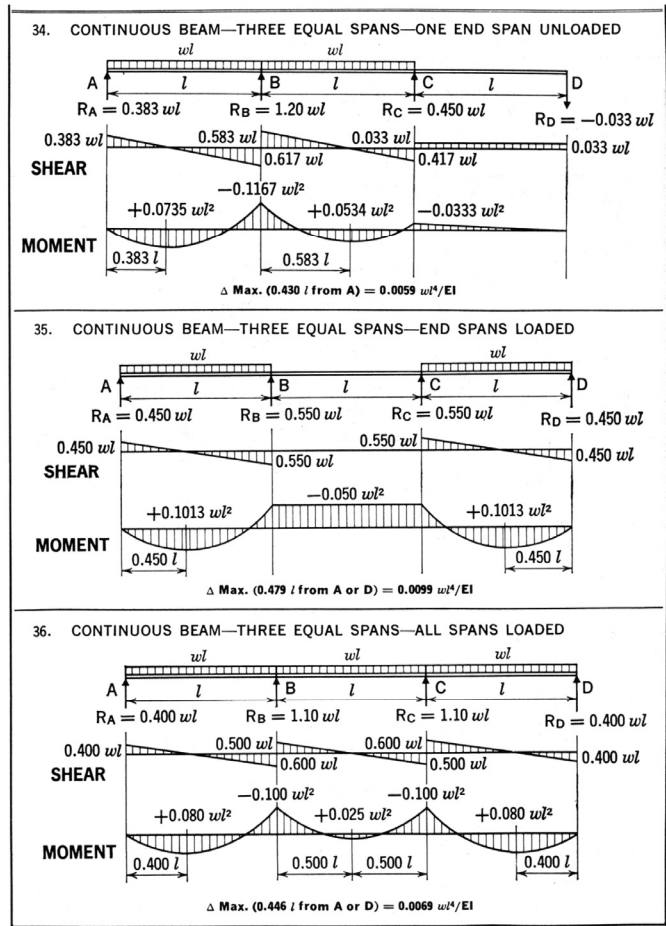 34. CONTINUOUS BEAM—THREE EQUAL SPANS—ONE END SPAN UNLOADED
wl wl
A B C D
l l l
RA = 0.383 wl RB = 1.20 wl RC = 0.450 wl RD = —0.033 wl
0.383 wl 0.583 wl 0.033 wl 0.033 wl
SHEAR 0.617 wl 0.417 wl
—0.1167 wl²
+0.0735 wl² +0.0534 wl² —0.0333 wl²
MOMENT
0.383 l 0.583 l
Δ Max. (0.430 l from A) = 0.0059 wl⁴/EI
35. CONTINUOUS BEAM—THREE EQUAL SPANS—END SPANS LOADED
wl wl
A B C D
l l l
RA = 0.450 wl RB = 0.550 wl RC = 0.550 wl RD = 0.450 wl
0.450 wl 0.550 wl
SHEAR 0.550 wl 0.450 wl
—0.050 wl²
+0.1013 wl² +0.1013 wl²
MOMENT
0.450 l 0.450 l
Δ Max. (0.479 l from A or D) = 0.0099 wl⁴/EI
36. CONTINUOUS BEAM—THREE EQUAL SPANS—ALL SPANS LOADED
wl wl wl
A B C D
l l l
RA = 0.400 wl RB = 1.10 wl RC = 1.10 wl RD = 0.400 wl
0.400 wl 0.500 wl 0.600 wl
SHEAR 0.600 wl 0.500 wl 0.400 wl
—0.100 wl² —0.100 wl²
+0.080 wl² +0.025 wl² +0.080 wl²
MOMENT
0.400 l 0.500 l 0.500 l 0.400 l
Δ Max. (0.446 l from A or D) = 0.0069 wl⁴/EI